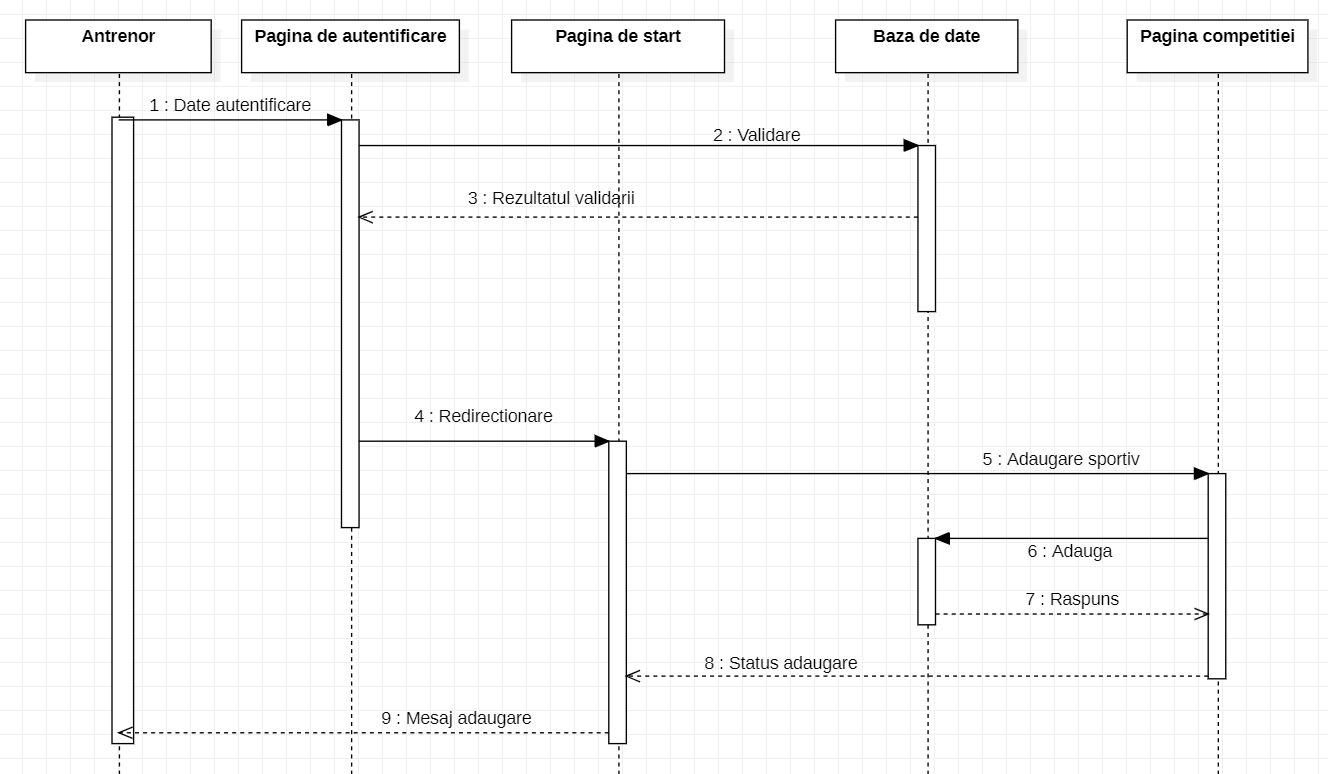 Antrenor
Pagina de autentificare
Pagina de start
Baza de date
Pagina competitiei
1 : Date autentificare
2 : Validare
3 : Rezultatul validarii
4 : Redirectionare
5 : Adaugare sportiv
6 : Adauga
7 : Raspuns
8 : Status adaugare
9 : Mesaj adaugare